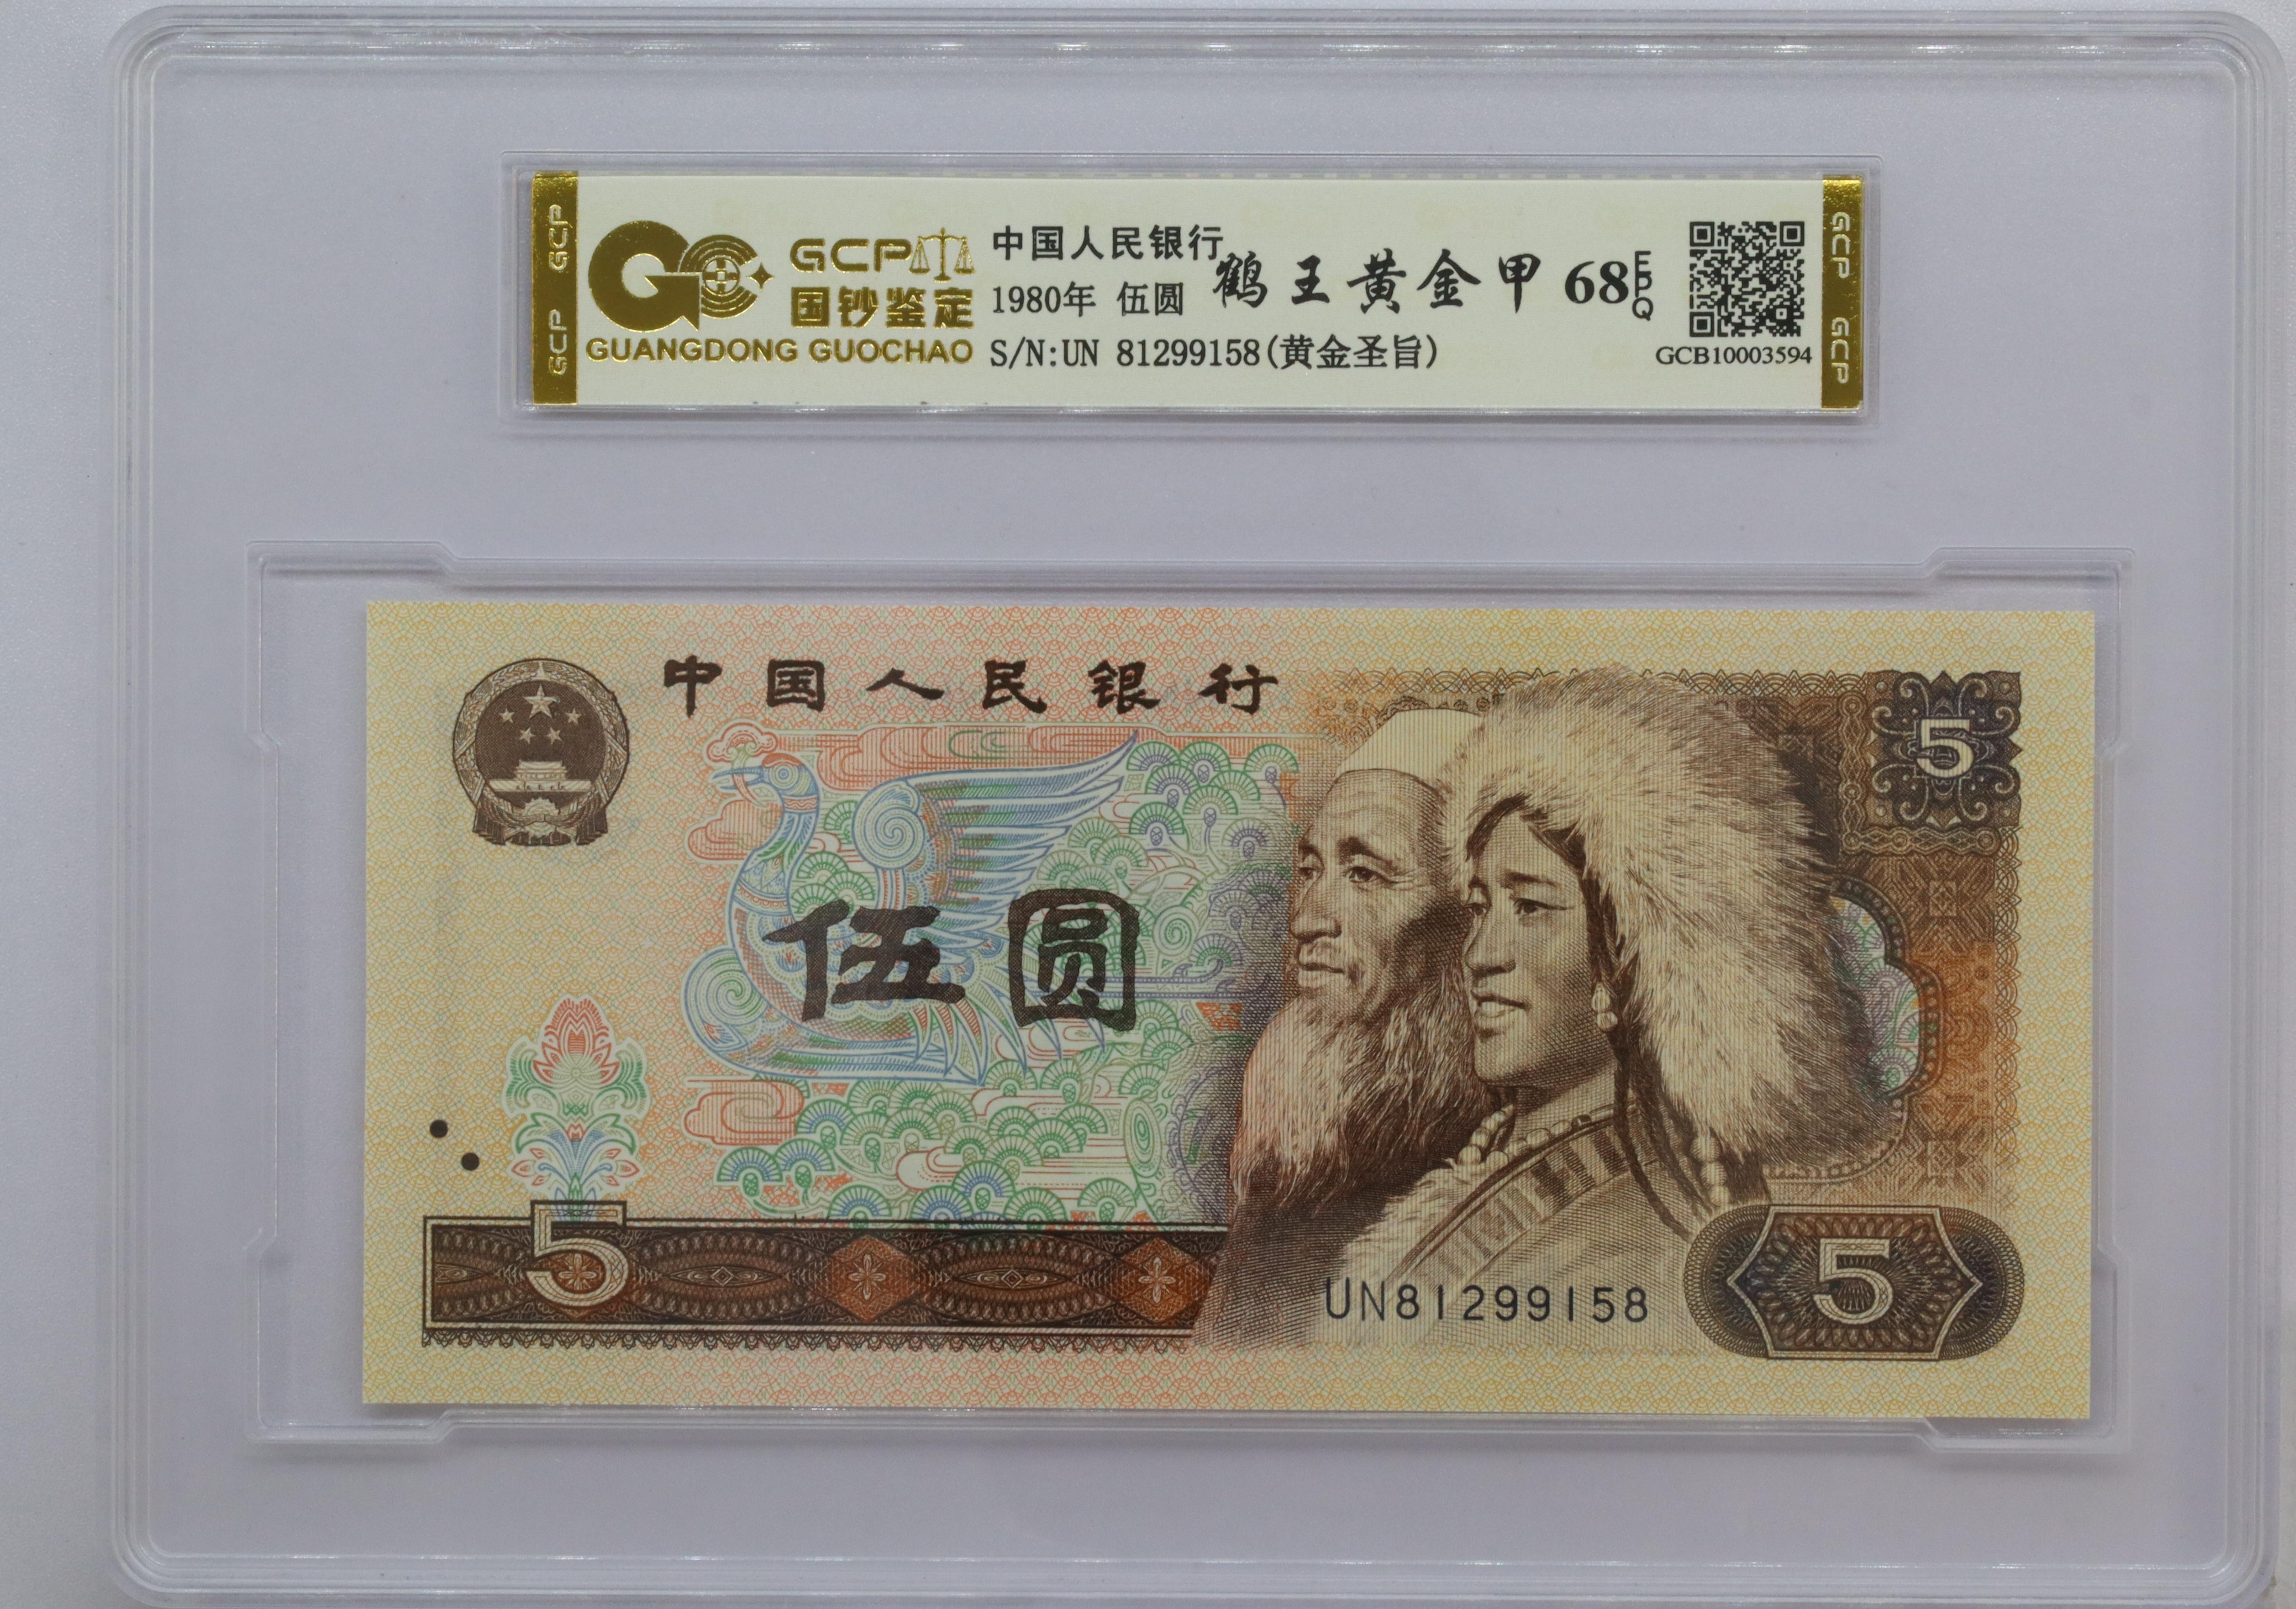 GCP GCP
GCP
国钞鉴定
GUANGDONG GUOCHAO
中国人民银行
1980年 伍圆
S/N:UN 81299158(黄金圣旨)
鹤王黄金甲 68 EPQ
GCB10003594
GCP GCP
中国人民银行
5
伍圆
5
UN81299158
5